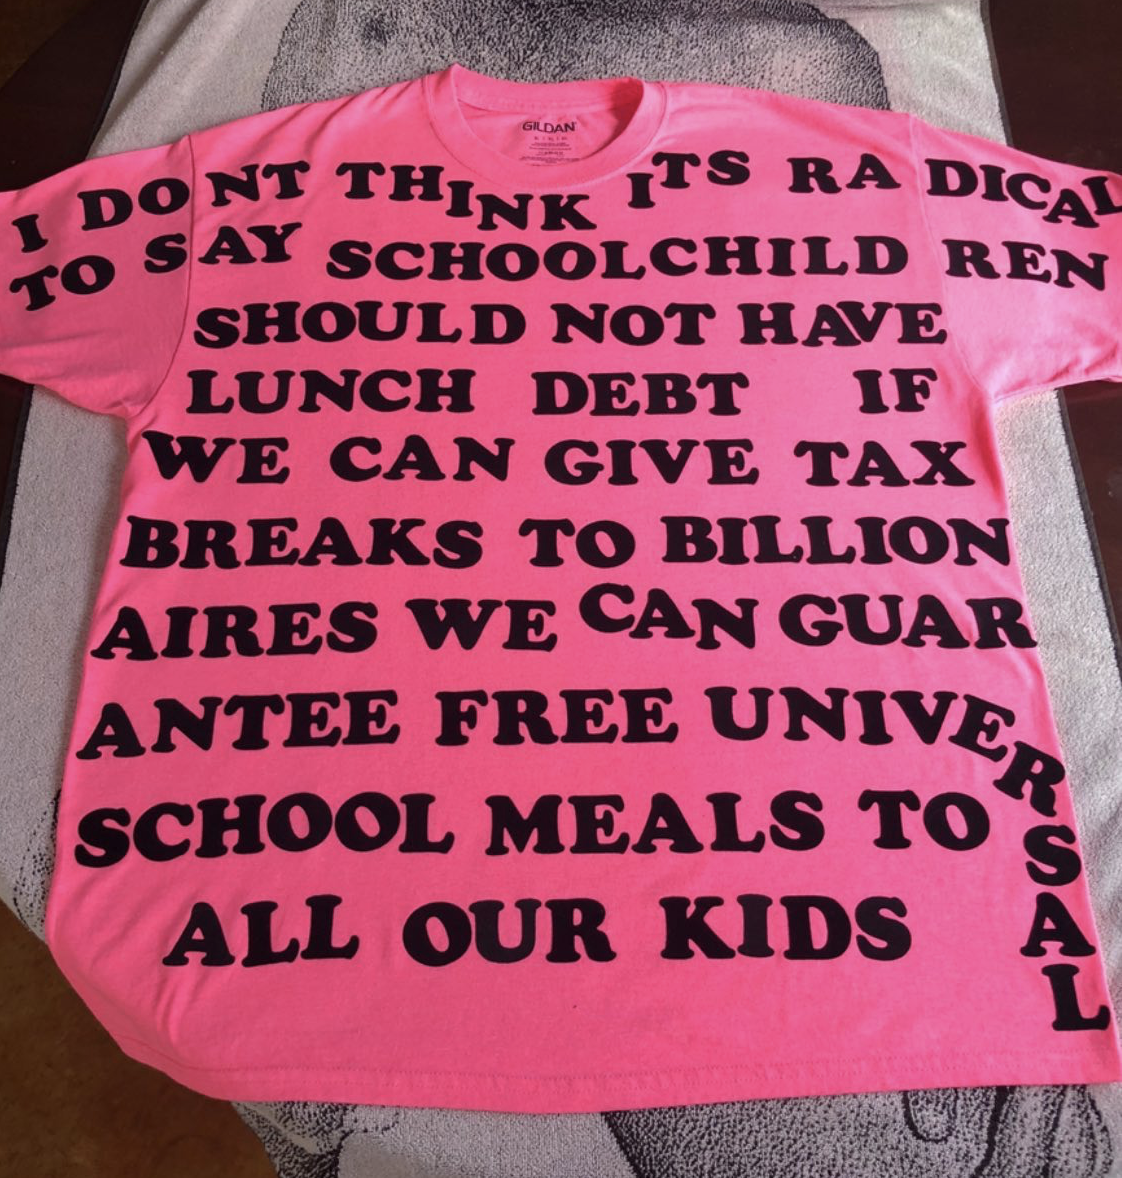 GILDAN
I DONT THINK ITS RADICAL
TO SAY SCHOOLCHILDREN
SHOULD NOT HAVE
LUNCH DEBT IF
WE CAN GIVE TAX
BREAKS TO BILLION
AIRES WE CAN GUAR
ANTEE FREE UNIVERSAL
SCHOOL MEALS TO
ALL OUR KIDS